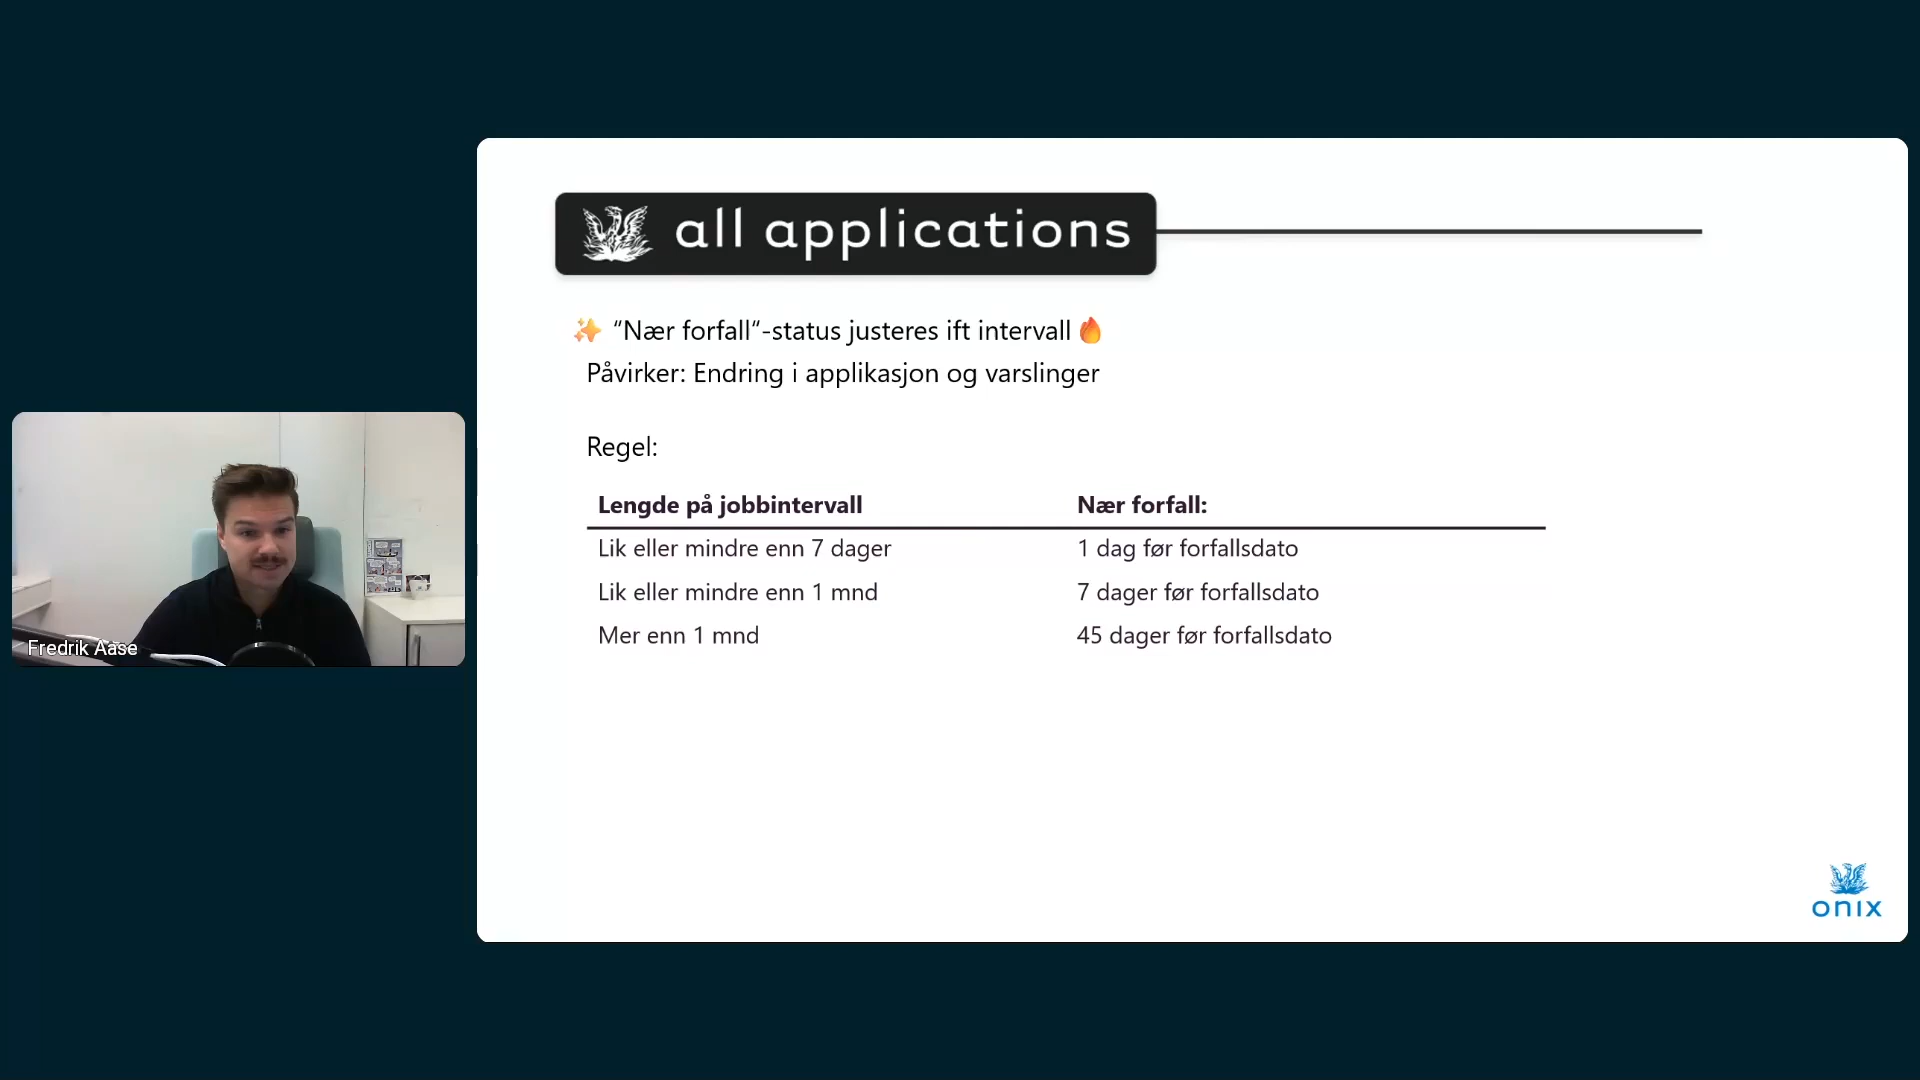 all applications
✨ “Nær forfall“-status justeres ift intervall 🔥
Påvirker: Endring i applikasjon og varslinger
Regel:
Lengde på jobbintervall Nær forfall:
Lik eller mindre enn 7 dager 1 dag før forfallsdato
Lik eller mindre enn 1 mnd 7 dager før forfallsdato
Mer enn 1 mnd 45 dager før forfallsdato
Fredrik Aase
onix